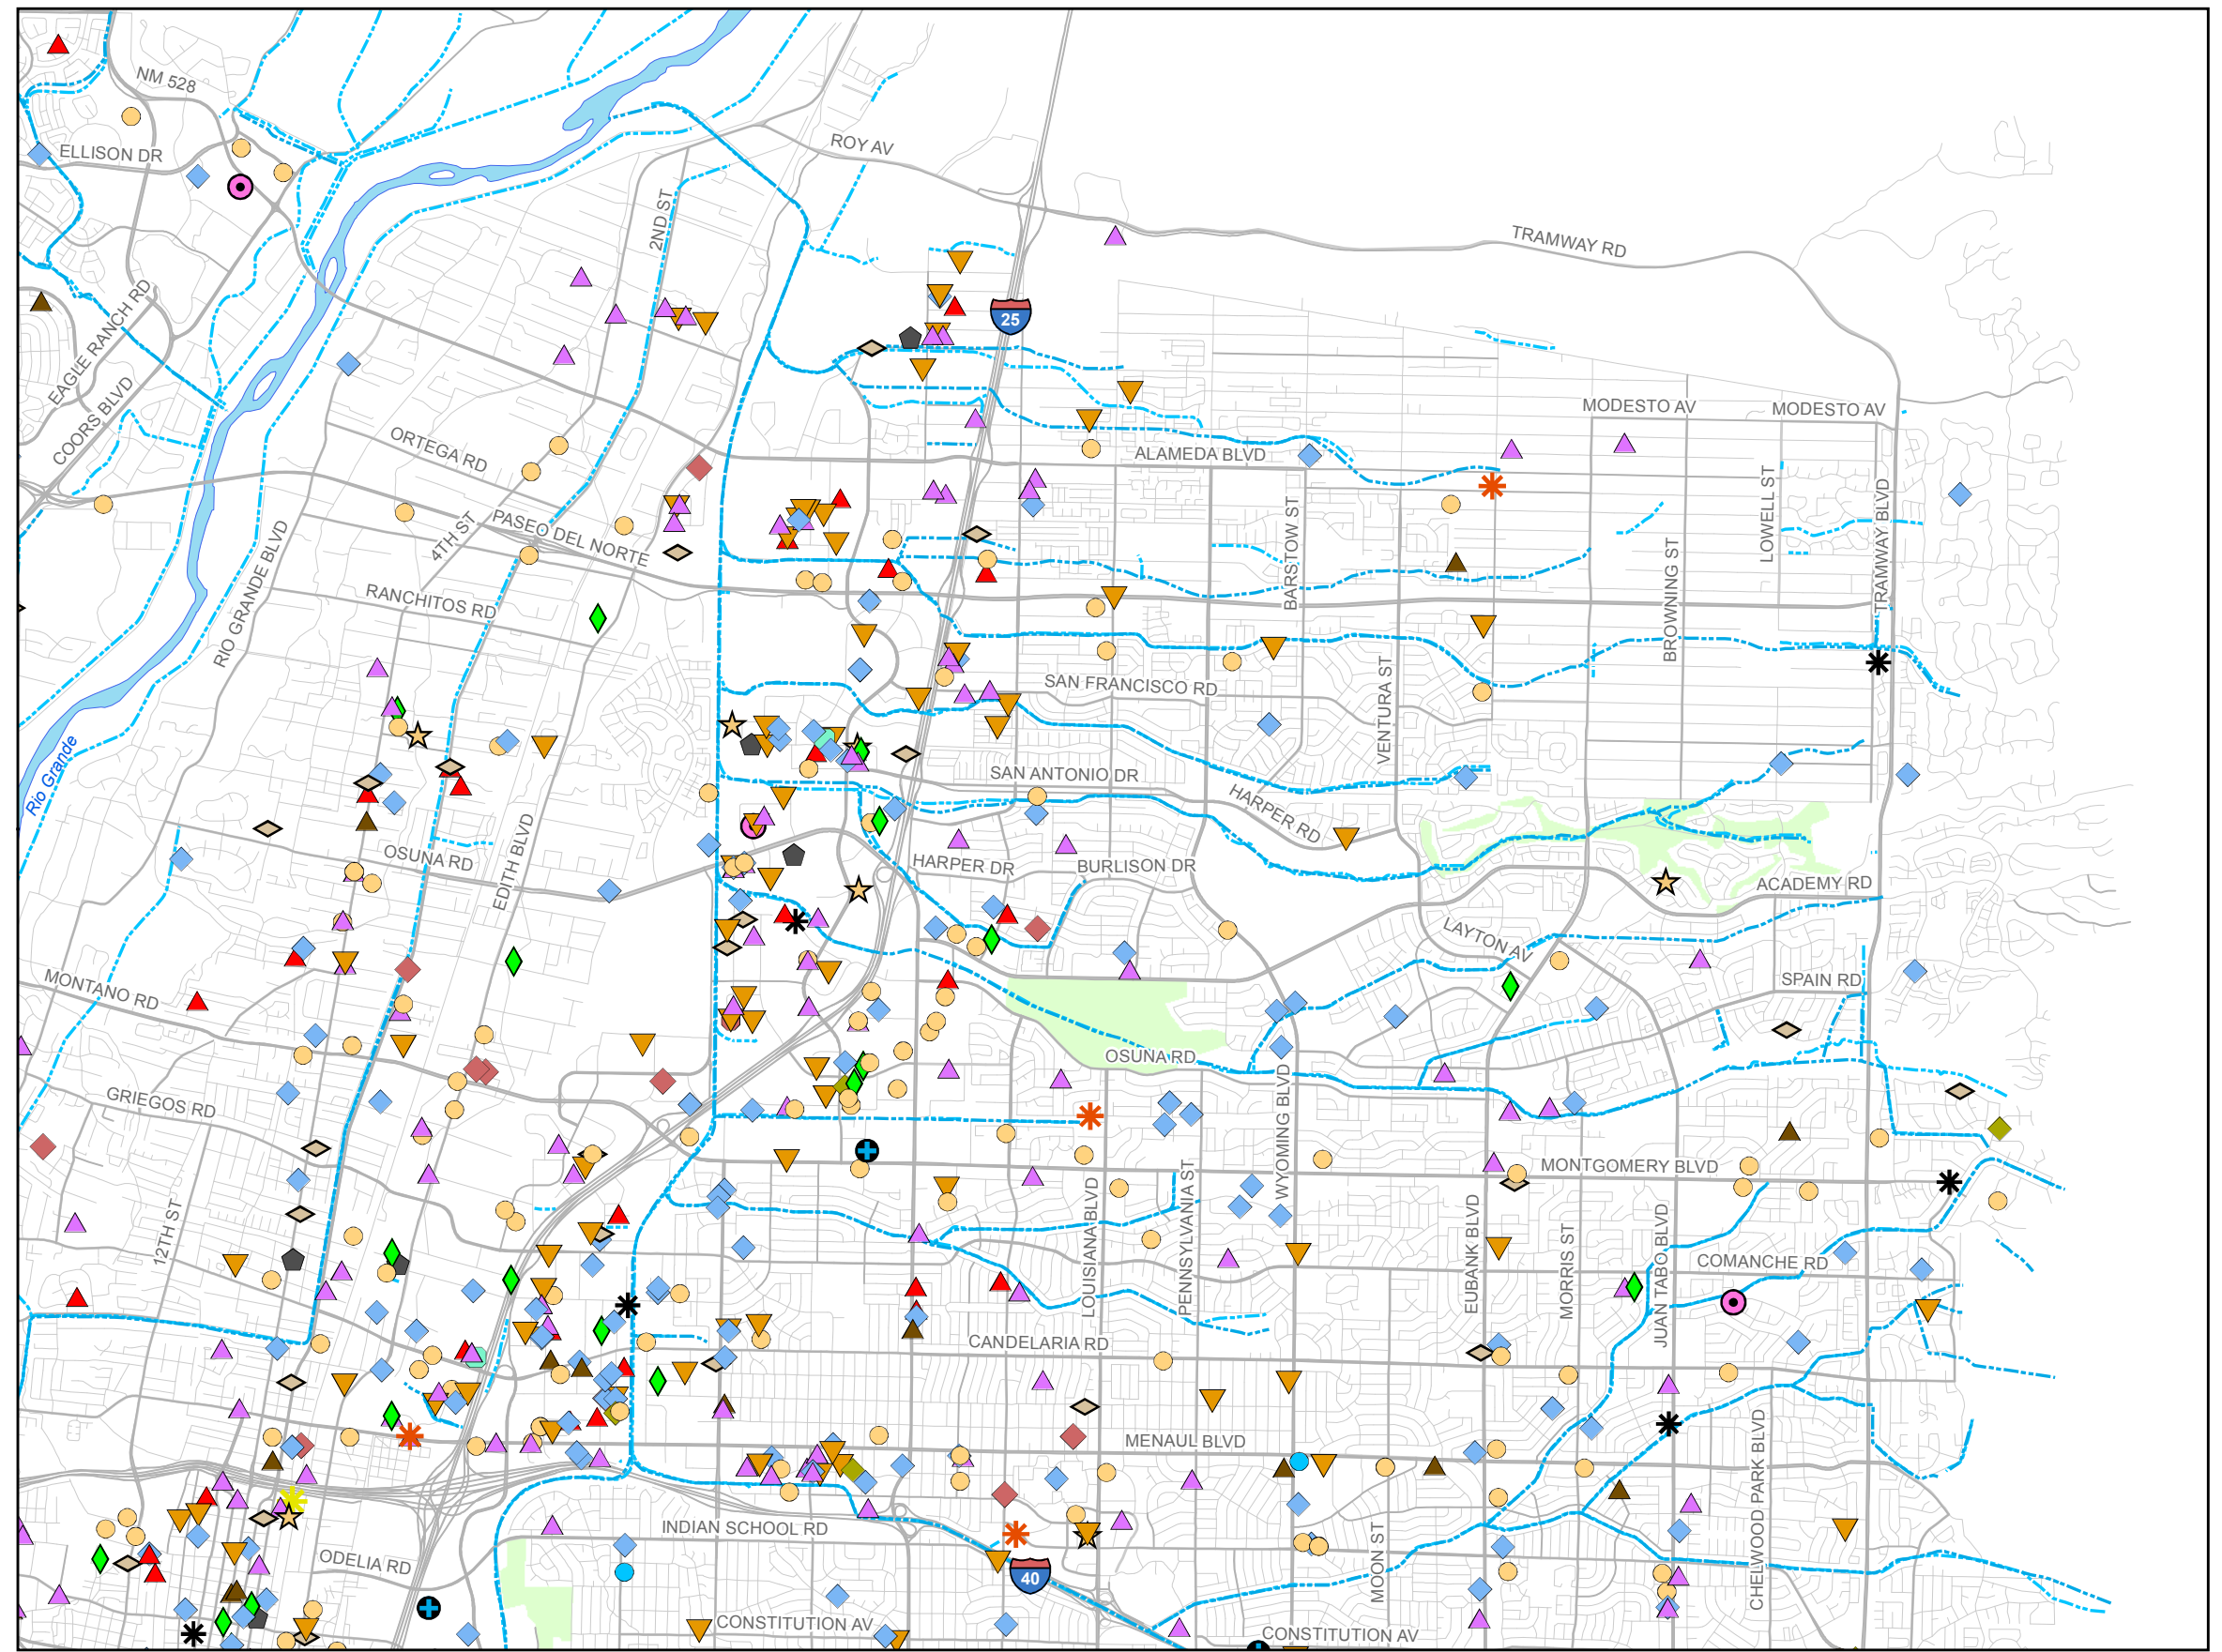 NM 528
ELLISON DR
ROY AV
2ND ST
TRAMWAY RD
EAGLE RANCH RD
25
COORS BLVD
MODESTO AV
MODESTO AV
ORTEGA RD
ALAMEDA BLVD
4TH ST
PASEO DEL NORTE
BARSTOW ST
LOWELL ST
TRAMWAY BLVD
RIO GRANDE BLVD
RANCHITOS RD
BROWNING ST
SAN FRANCISCO RD
VENTURA ST
Rio Grande
SAN ANTONIO DR
HARPER RD
OSUNA RD
EDITH BLVD
HARPER DR
BURLISON DR
ACADEMY RD
LAYTON AV
MONTANO RD
SPAIN RD
OSUNA RD
GRIEGOS RD
WYOMING BLVD
MONTGOMERY BLVD
12TH ST
LOUISIANA BLVD
PENNSYLVANIA ST
EUBANK BLVD
MORRIS ST
JUAN TABO BLVD
COMANCHE RD
CANDELARIA RD
MENAUL BLVD
CHELWOOD PARK BLVD
INDIAN SCHOOL RD
MOON ST
ODELIA RD
40
CONSTITUTION AV
CONSTITUTION AV